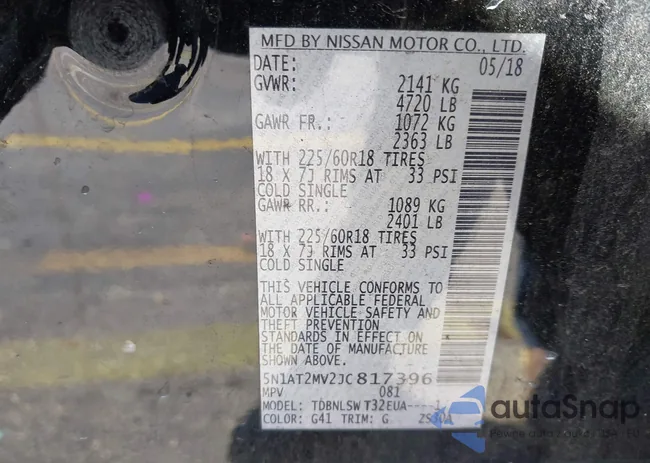 MFD BY NISSAN MOTOR CO., LTD.
DATE: 05/18
GVWR: 2141 KG
4720 LB
GAWR FR.: 1072 KG
2363 LB
WITH 225/60R18 TIRES
18 X 7J RIMS AT 33 PSI
COLD SINGLE
GAWR RR.: 1089 KG
2401 LB
WITH 225/60R18 TIRES
18 X 7J RIMS AT 33 PSI
COLD SINGLE
THIS VEHICLE CONFORMS TO
ALL APPLICABLE FEDERAL
MOTOR VEHICLE SAFETY AND
THEFT PREVENTION
STANDARDS IN EFFECT ON
THE DATE OF MANUFACTURE
SHOWN ABOVE.
5N1AT2MV2JC817396
MPV 081
MODEL: TDBNLSW T32EUA----1
COLOR: G41 TRIM: G
autoSnap